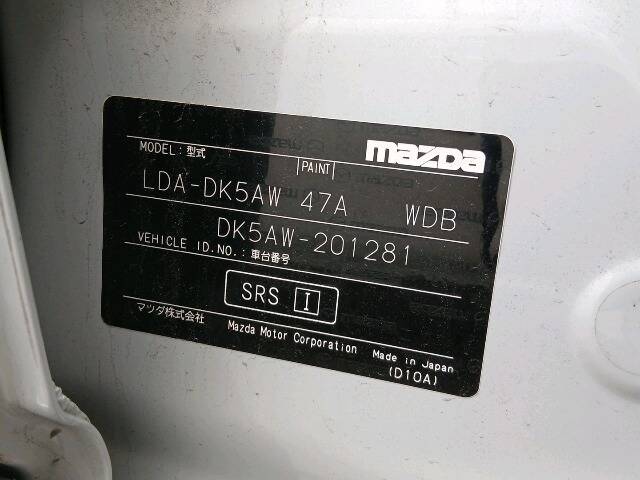 mazda
MODEL:型式 PAINT
LDA-DK5AW 47A WDB
DK5AW-201281
VEHICLE ID.NO.:車台番号
SRS I
マツダ株式会社 Mazda Motor Corporation Made in Japan
(D10A)